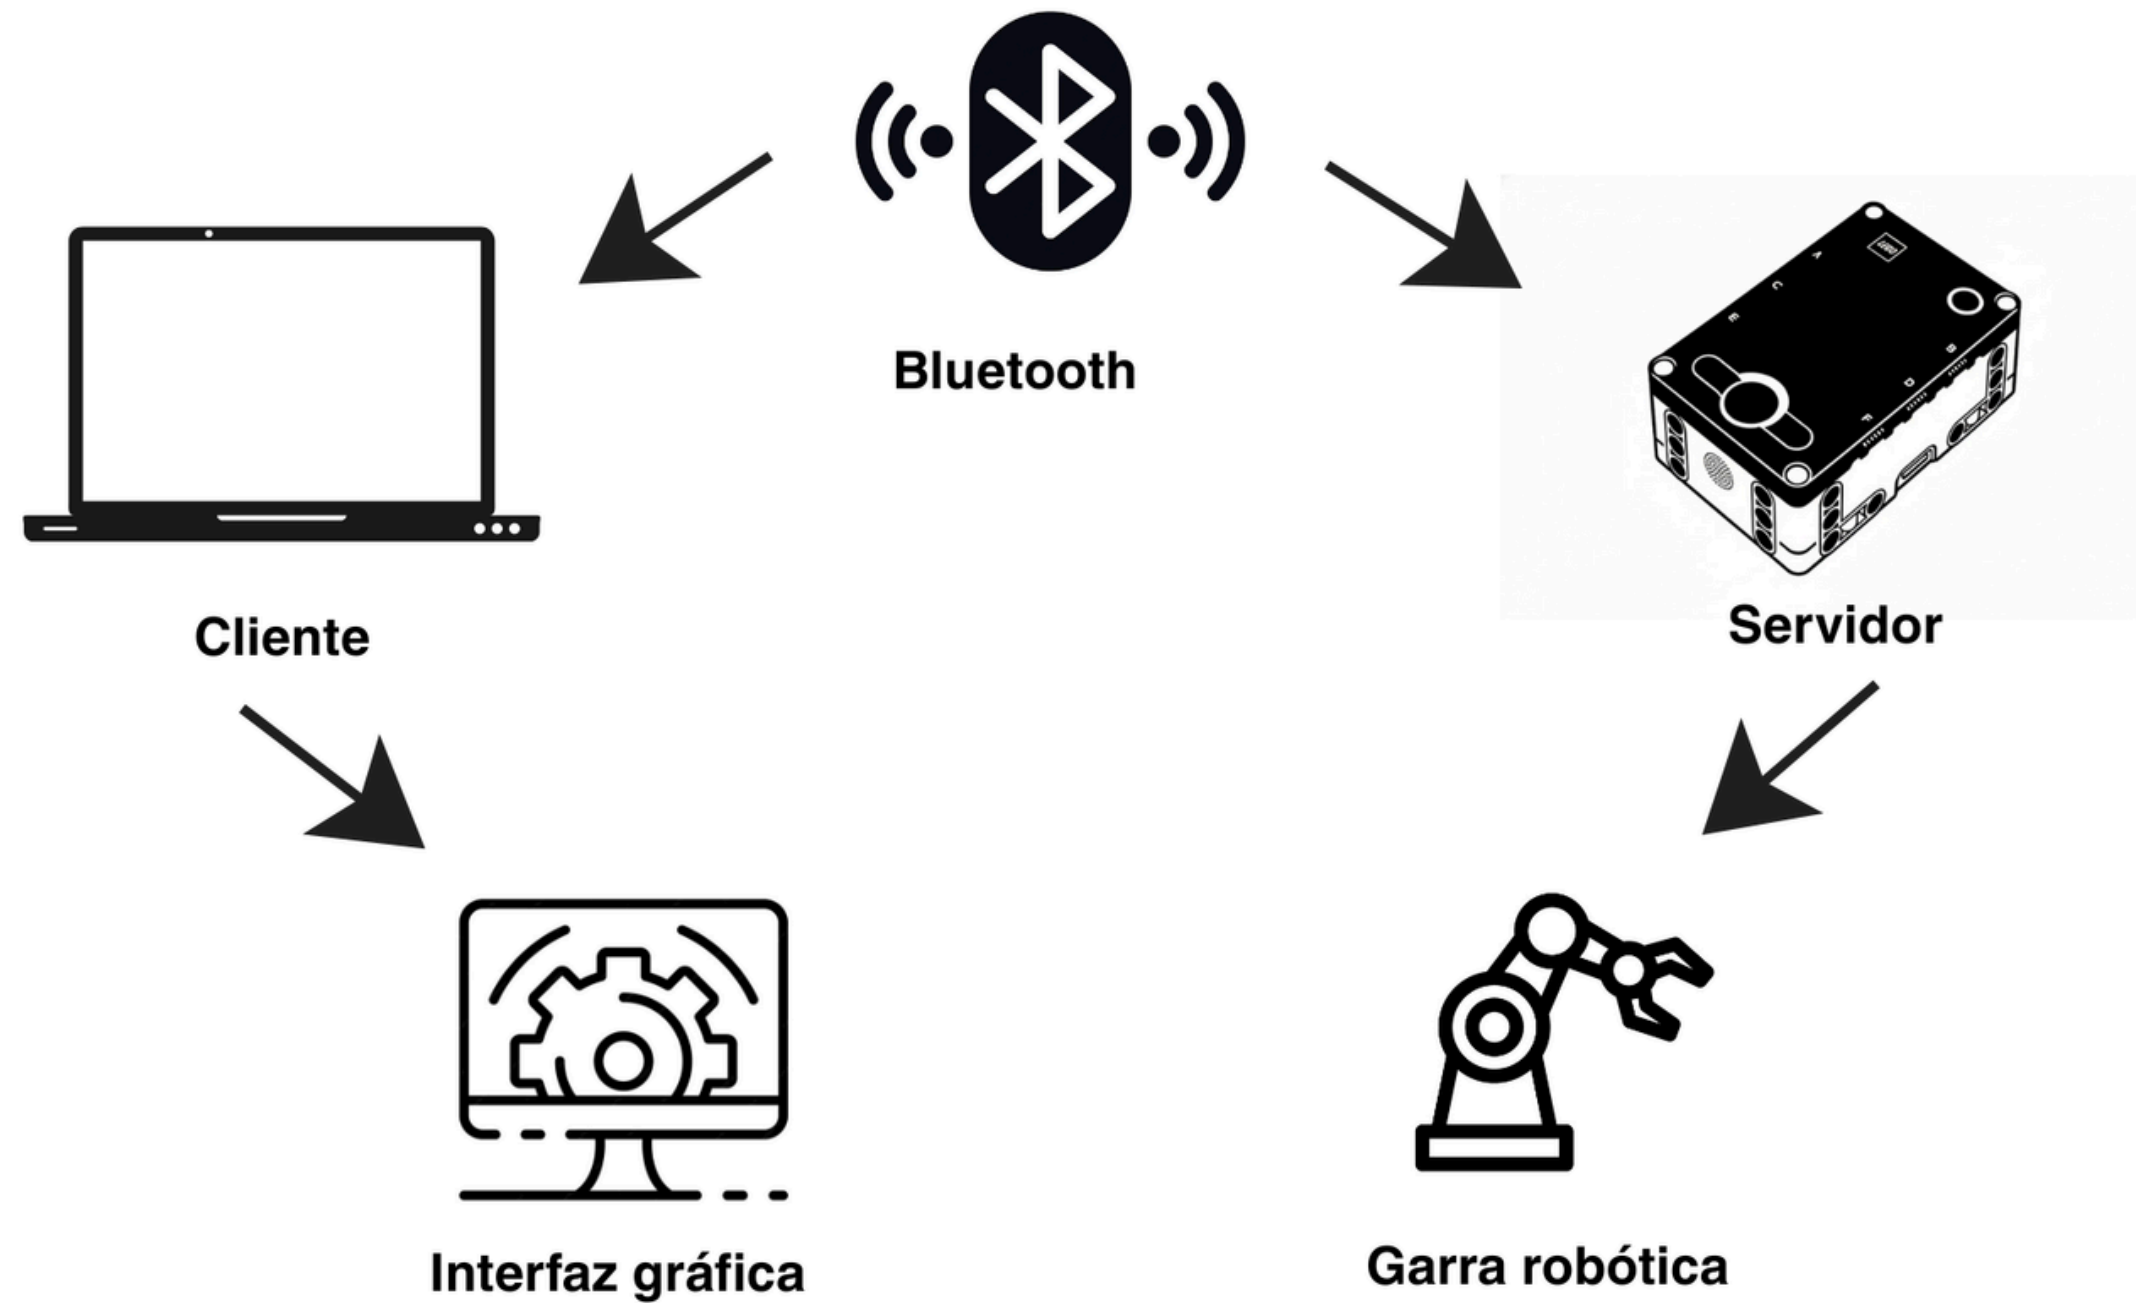 Bluetooth
Cliente
Servidor
Interfaz gráfica
Garra robótica
A
C
E
B
D
F